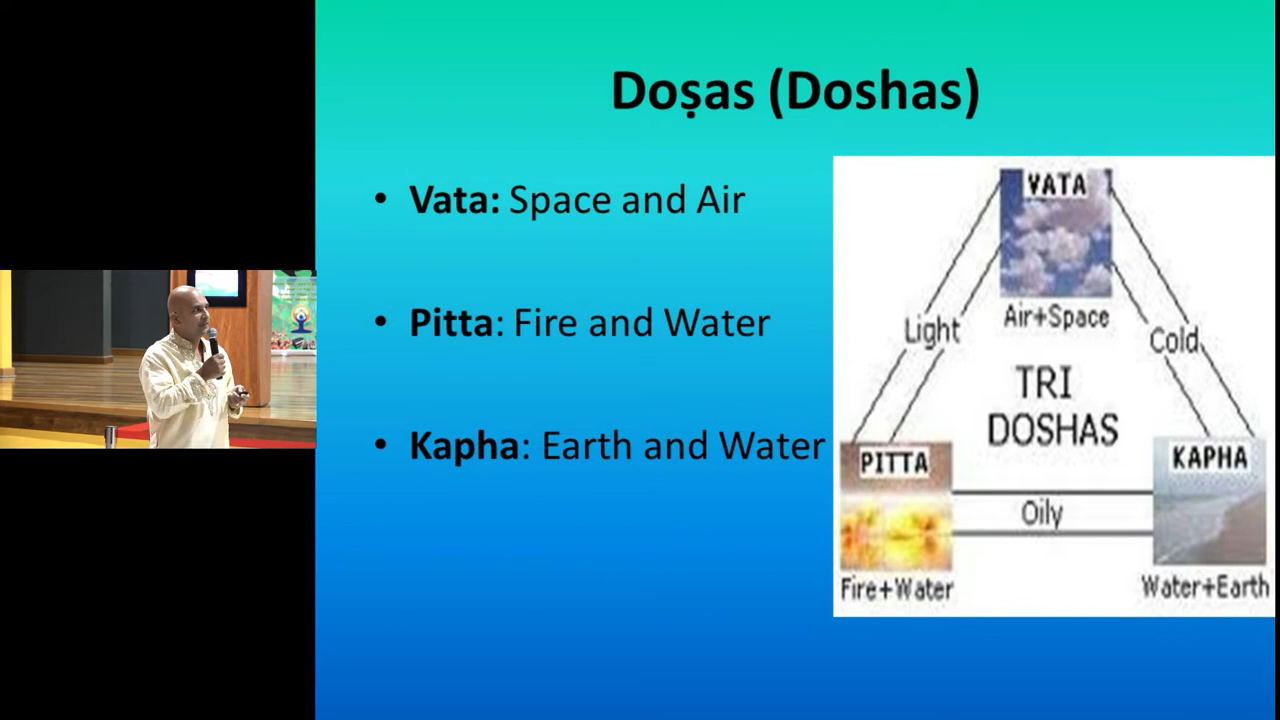 Doṣas (Doshas)
• Vata: Space and Air
• Pitta: Fire and Water
• Kapha: Earth and Water
VATA
Air+Space
Light
Cold
TRI
DOSHAS
PITTA
KAPHA
Oily
Fire+Water
Water+Earth